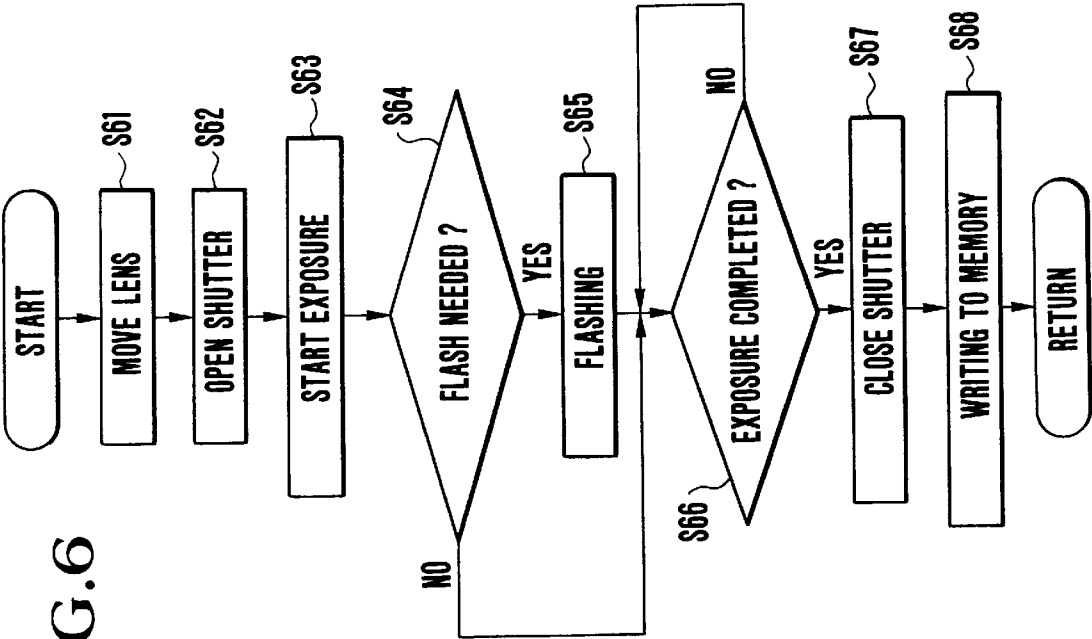 G.6
START
MOVE LENS
S61
OPEN SHUTTER
S62
START EXPOSURE
S63
FLASH NEEDED ?
S64
NO
YES
FLASHING
S65
EXPOSURE COMPLETED ?
S66
NO
YES
CLOSE SHUTTER
S67
WRITING TO MEMORY
S68
RETURN